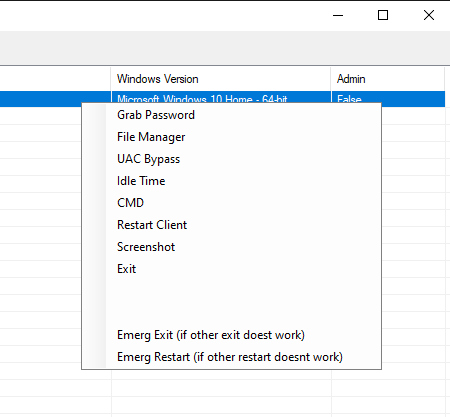 Windows Version Admin
Microsoft Windows 10 Home - 64-bit False
Grab Password
File Manager
UAC Bypass
Idle Time
CMD
Restart Client
Screenshot
Exit
Emerg Exit (if other exit doest work)
Emerg Restart (if other restart doesnt work)